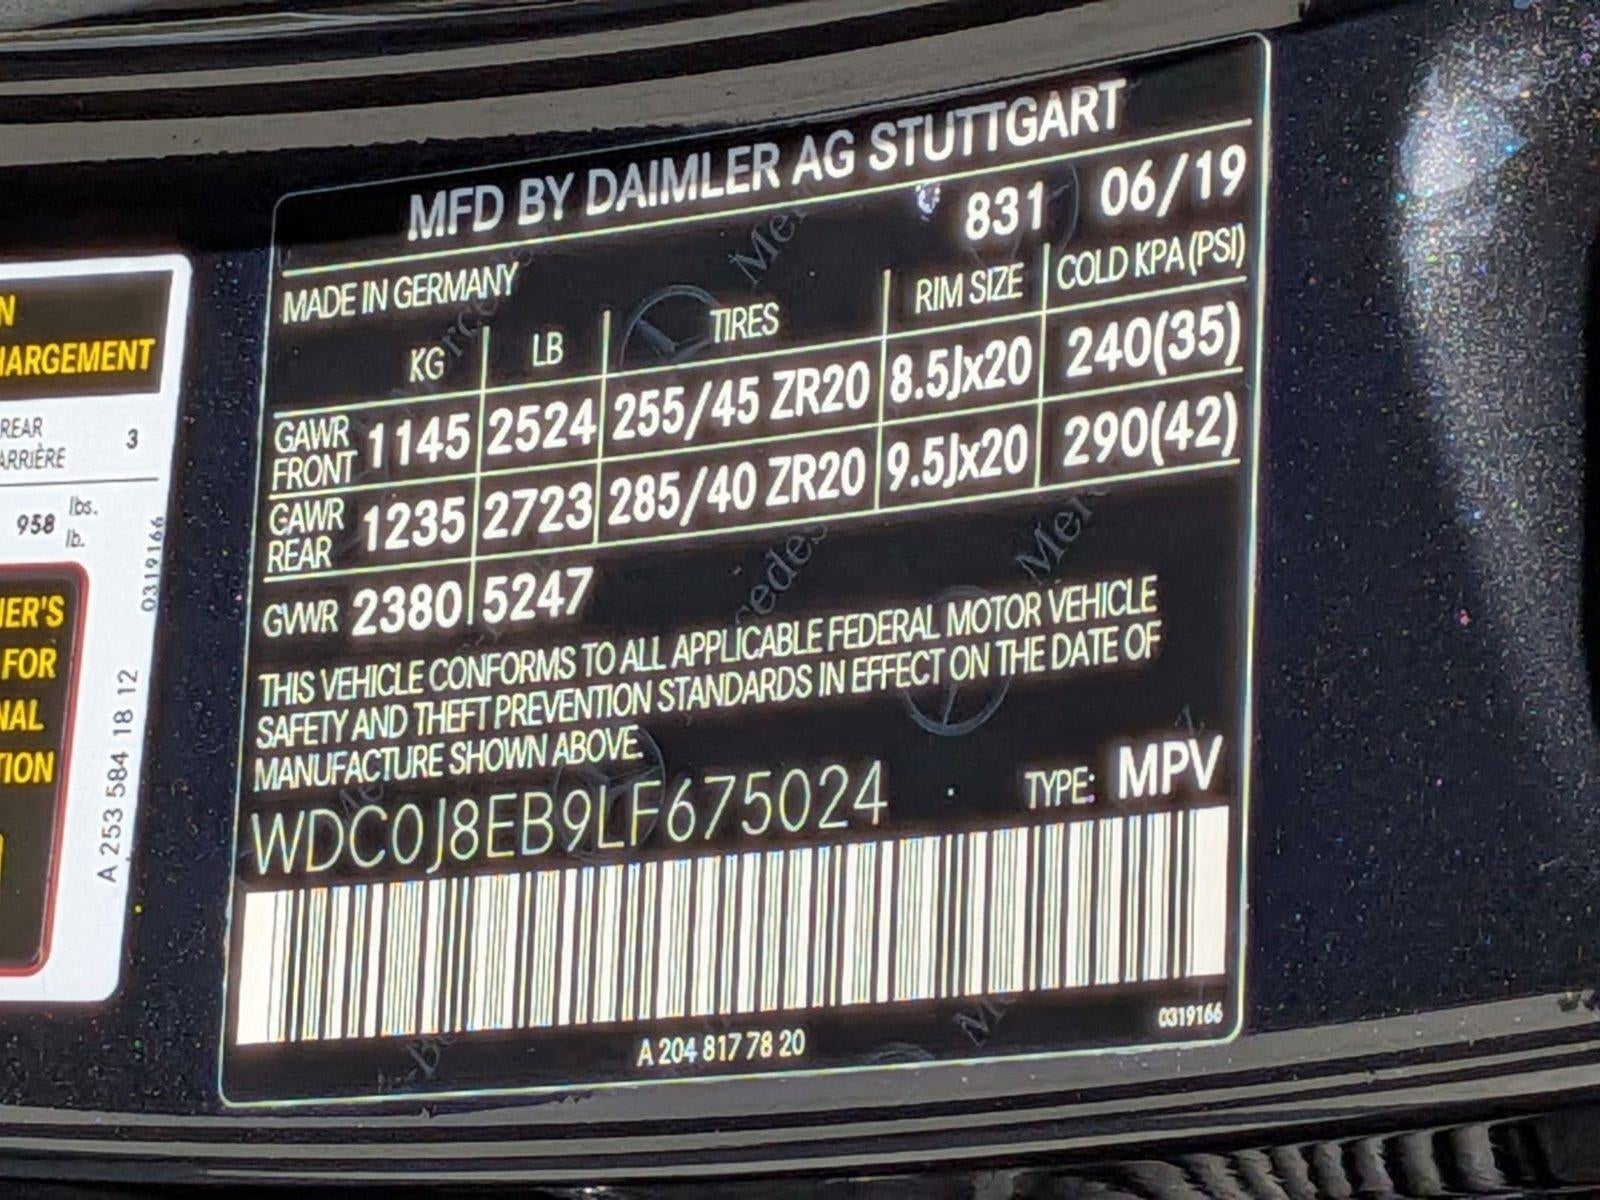 MFD BY DAIMLER AG STUTTGART
831 06/19
MADE IN GERMANY
KG LB TIRES RIM SIZE COLD KPA (PSI)
GAWR FRONT 1145 2524 255/45 ZR20 8.5Jx20 240(35)
GAWR REAR 1235 2723 285/40 ZR20 9.5Jx20 290(42)
GVWR 2380 5247
THIS VEHICLE CONFORMS TO ALL APPLICABLE FEDERAL MOTOR VEHICLE
SAFETY AND THEFT PREVENTION STANDARDS IN EFFECT ON THE DATE OF
MANUFACTURE SHOWN ABOVE.
WDC0J8EB9LF675024 TYPE: MPV
A 204 817 78 20
0319166
N
HARGEMENT
REAR
ARRIÈRE 3
958 lbs.
lb.
0319166
A 253 584 18 12
NER'S
FOR
NAL
TION